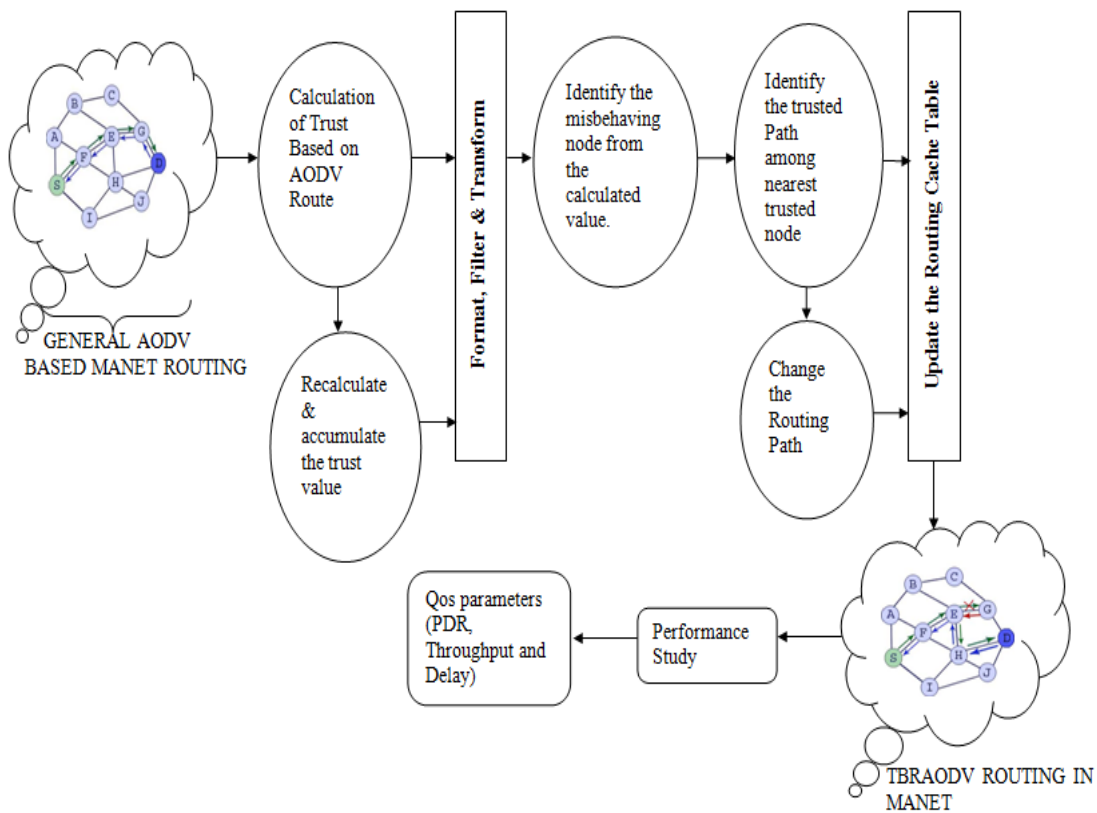 B
C
A
E
G
F
D
S
H
I
J
GENERAL AODV
BASED MANET ROUTING
Calculation
of Trust
Based on
AODV
Route
Recalculate
&
accumulate
the trust
value
Format, Filter & Transform
Identify the
misbehaving
node from
the
calculated
value.
Identify
the trusted
Path
among
nearest
trusted
node
Change
the
Routing
Path
Update the Routing Cache Table
B
C
A
E
G
F
D
S
H
I
J
TBRAODV ROUTING IN
MANET
Performance
Study
Qos parameters
(PDR,
Throughput and
Delay)